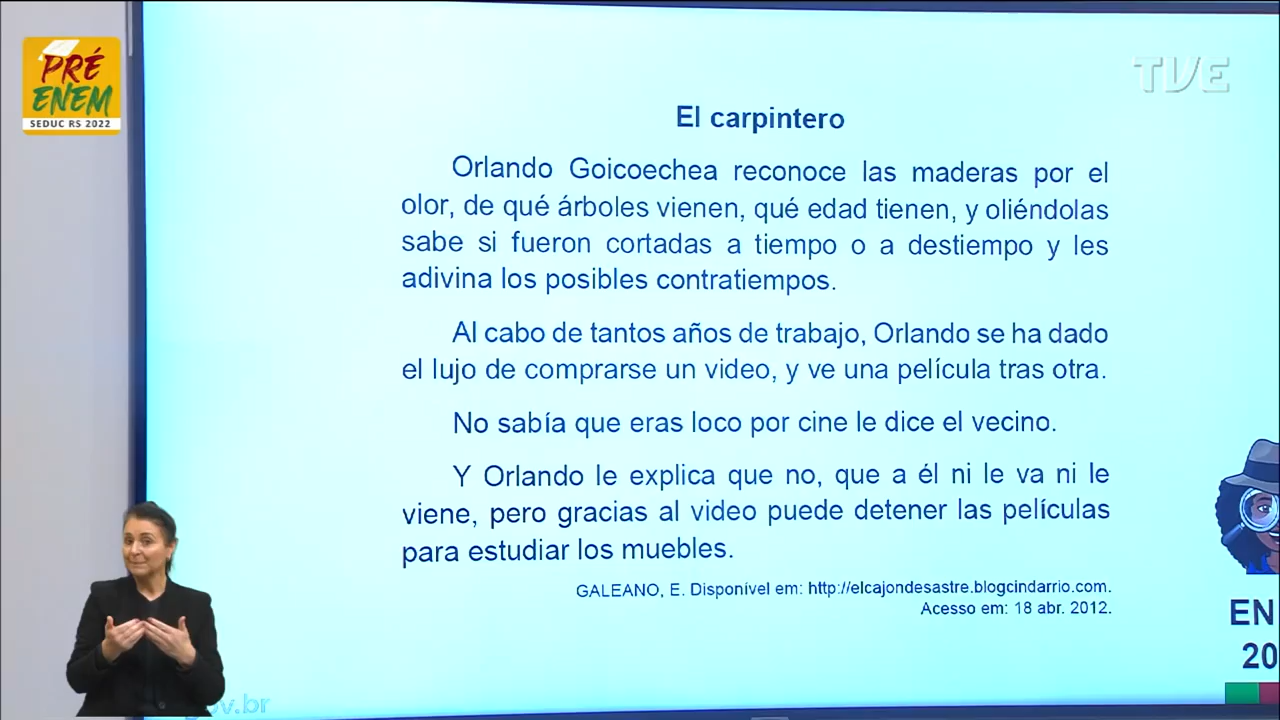 PRÉ
ENEM
SEDUC RS 2022
TVE
El carpintero
Orlando Goicoechea reconoce las maderas por el
olor, de qué árboles vienen, qué edad tienen, y oliéndolas
sabe si fueron cortadas a tiempo o a destiempo y les
adivina los posibles contratiempos.
Al cabo de tantos años de trabajo, Orlando se ha dado
el lujo de comprarse un video, y ve una película tras otra.
No sabía que eras loco por cine le dice el vecino.
Y Orlando le explica que no, que a él ni le va ni le
viene, pero gracias al video puede detener las películas
para estudiar los muebles.
GALEANO, E. Disponível em: http://elcajondesastre.blogcindarrio.com.
Acesso em: 18 abr. 2012.
EN
20
gov.br